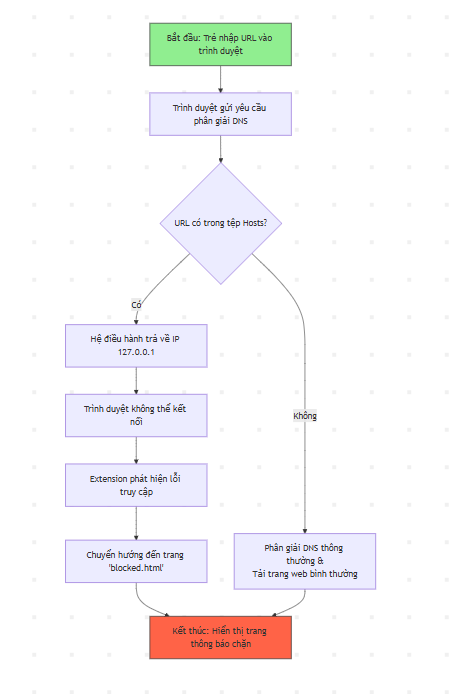 Bắt đầu: Trẻ nhập URL vào
trình duyệt
Trình duyệt gửi yêu cầu
phân giải DNS
URL có trong tệp Hosts?
Có
Hệ điều hành trả về IP
127.0.0.1
Trình duyệt không thể kết
nối
Không
Extension phát hiện lỗi
truy cập
Chuyển hướng đến trang
'blocked.html'
Phân giải DNS thông
thường &
Tải trang web bình thường
Kết thúc: Hiển thị trang
thông báo chặn